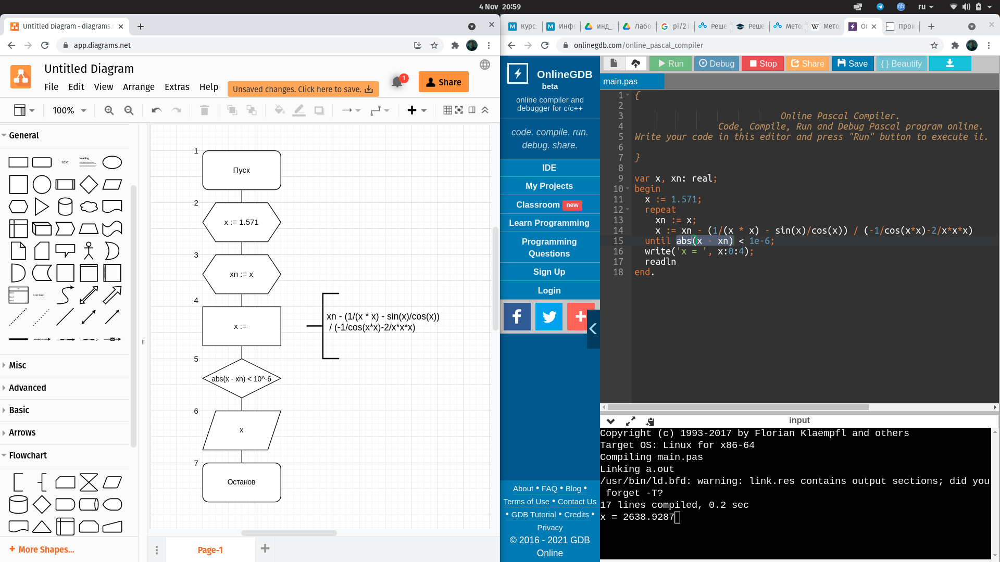 4 Nov 20:59
ru
Untitled Diagram - diagrams.
app.diagrams.net
Untitled Diagram
File Edit View Arrange Extras Help
Unsaved changes. Click here to save.
1
Share
100%
General
Text
Heading
List
List Item
Misc
Advanced
Basic
Arrows
Flowchart
+ More Shapes...
1
Пуск
2
x := 1.571
3
xn := x
4
x :=
xn - (1/(x * x) - sin(x)/cos(x))
/ (-1/cos(x*x)-2/x*x*x)
5
abs(x - xn) < 10^-6
6
x
7
Останов
Page-1
Курс: Инфс инд_ Лабо pi/2 i Реше Реше Мето Мето Or Прои
onlinegdb.com/online_pascal_compiler
OnlineGDB
beta
online compiler and
debugger for c/c++
code. compile. run.
debug. share.
IDE
My Projects
Classroom new
Learn Programming
Programming
Questions
Sign Up
Login
About • FAQ • Blog •
Terms of Use • Contact Us
• GDB Tutorial • Credits •
Privacy
© 2016 - 2021 GDB
Online
Run Debug Stop Share Save { } Beautify
main.pas
1 {
2
3 Online Pascal Compiler.
4 Code, Compile, Run and Debug Pascal program online.
5 Write your code in this editor and press "Run" button to execute it.
6
7 }
8
9 var x, xn: real;
10 begin
11 x := 1.571;
12 repeat
13 xn := x;
14 x := xn - (1/(x * x) - sin(x)/cos(x)) / (-1/cos(x*x)-2/x*x*x)
15 until abs(x - xn) < 1e-6;
16 write('x = ', x:0:4);
17 readln
18 end.
input
Copyright (c) 1993-2017 by Florian Klaempfl and others
Target OS: Linux for x86-64
Compiling main.pas
Linking a.out
/usr/bin/ld.bfd: warning: link.res contains output sections; did you
forget -T?
17 lines compiled, 0.2 sec
x = 2638.9287